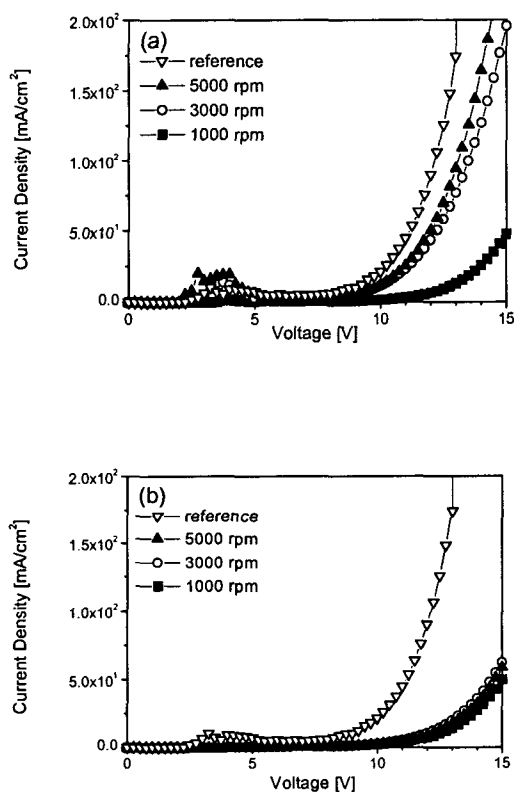 (a)
reference
5000 rpm
3000 rpm
1000 rpm
2.0x10²
1.5x10²
1.0x10²
5.0x10¹
0.0
Current Density [mA/cm²]
0 5 10 15
Voltage [V]
(b)
reference
5000 rpm
3000 rpm
1000 rpm
2.0x10²
1.5x10²
1.0x10²
5.0x10¹
0.0
Current Density [mA/cm²]
0 5 10 15
Voltage [V]